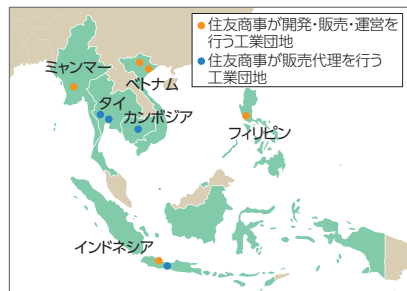 ●住友商事が開発・販売・運営を
行う工業団地
●住友商事が販売代理を行う
工業団地
ミャンマー
ベトナム
タイ
カンボジア
フィリピン
インドネシア